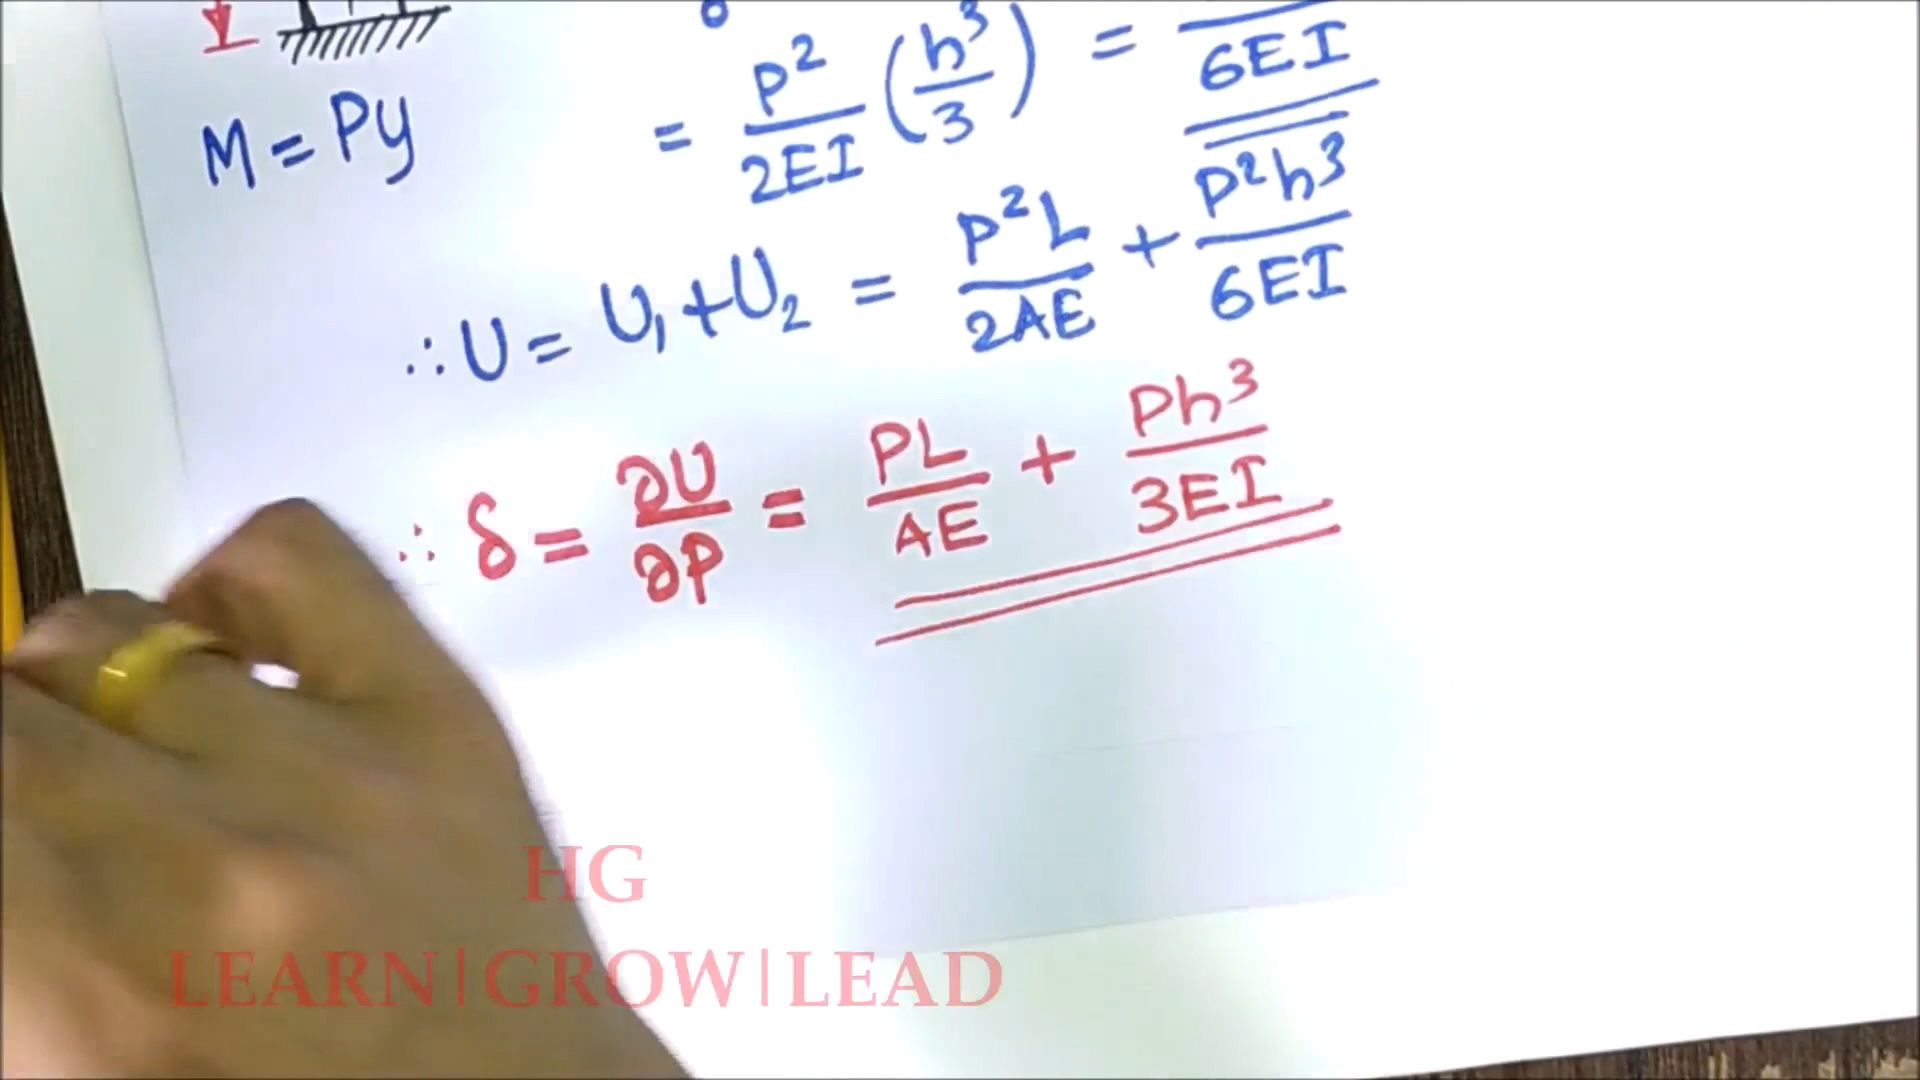 = P²/2EI (h³/3) = /6EI
M = Py
∴ U = U₁ + U₂ = P²L/2AE + P²h³/6EI
∴ δ = ∂U/∂P = PL/AE + Ph³/3EI
HG
LEARN|GROW|LEAD